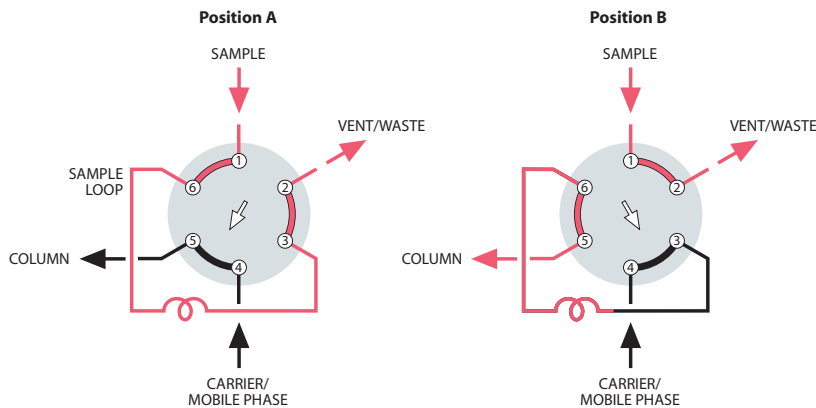 Position A
SAMPLE
VENT/WASTE
SAMPLE
LOOP
1
2
3
4
5
6
COLUMN
CARRIER/
MOBILE PHASE
Position B
SAMPLE
VENT/WASTE
1
2
3
4
5
6
COLUMN
CARRIER/
MOBILE PHASE